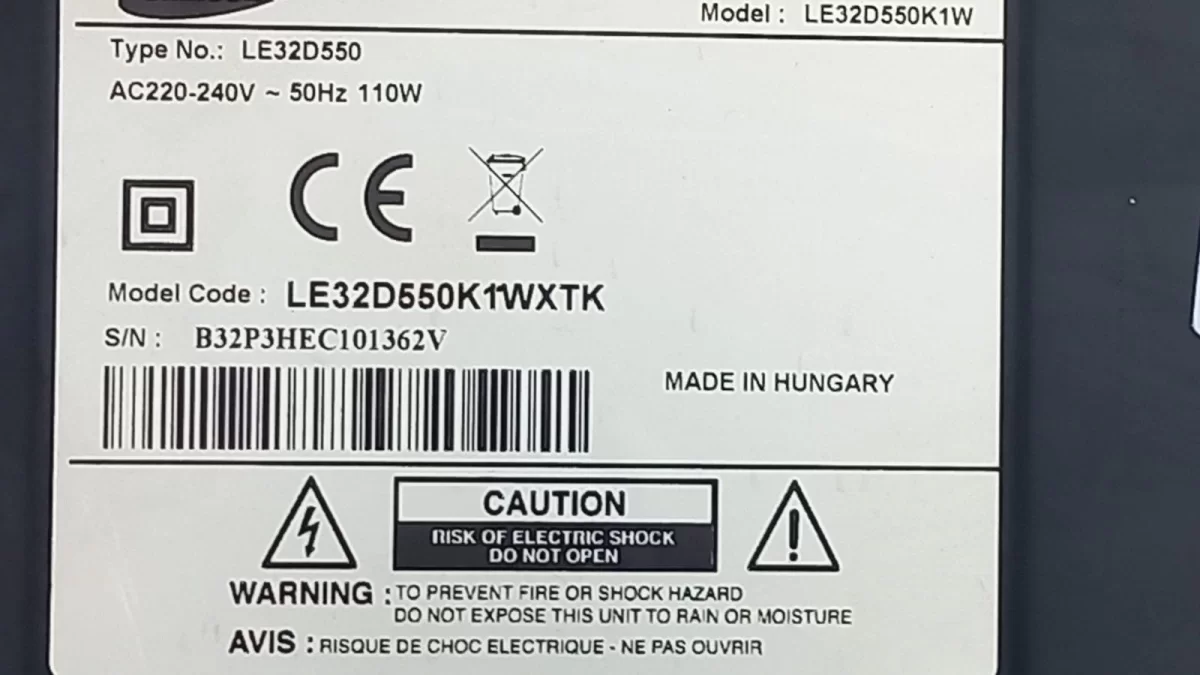 Model : LE32D550K1W
Type No.: LE32D550
AC220-240V ~ 50Hz 110W
CE
Model Code : LE32D550K1WXTK
S/N : B32P3HEC101362V
MADE IN HUNGARY
CAUTION
RISK OF ELECTRIC SHOCK
DO NOT OPEN
WARNING : TO PREVENT FIRE OR SHOCK HAZARD
DO NOT EXPOSE THIS UNIT TO RAIN OR MOISTURE
AVIS : RISQUE DE CHOC ELECTRIQUE - NE PAS OUVRIR